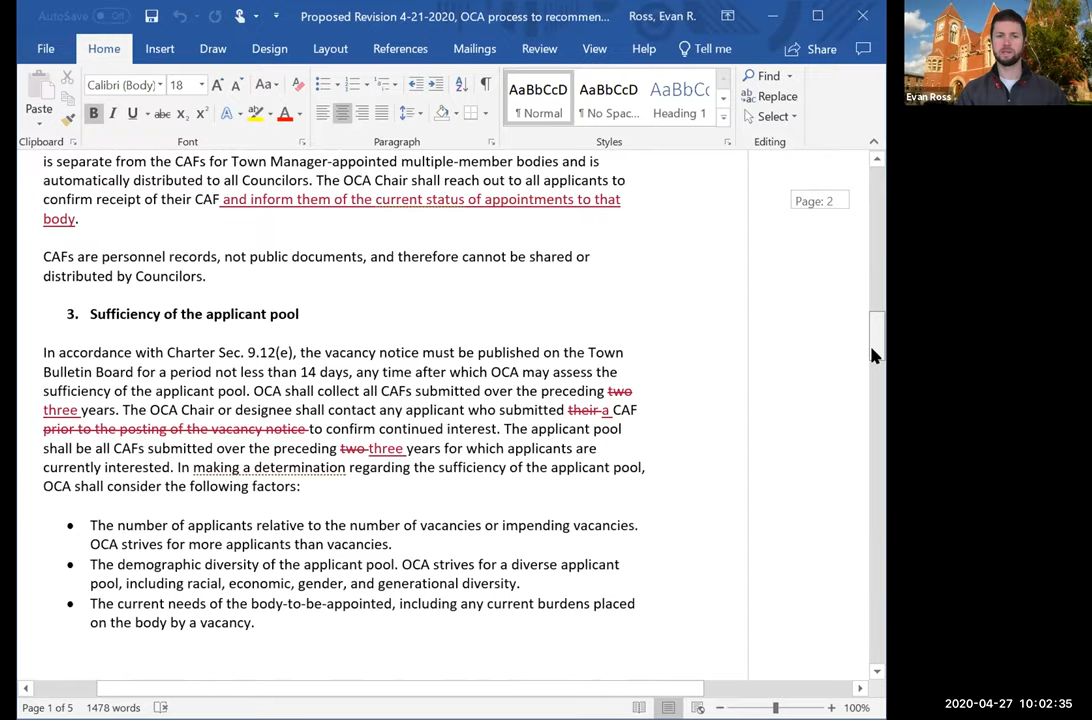 AutoSave Off
Proposed Revision 4-21-2020, OCA process to recommen...
Ross, Evan R.
File Home Insert Draw Design Layout References Mailings Review View Help Tell me Share
Paste
Calibri (Body) 18 A A Aa
Find
Replace
Select
B I U abc X2 X2 A A
AaBbCcD AaBbCcD AaBbCc
¶ Normal ¶ No Spac... Heading 1
Clipboard Font Paragraph Styles Editing
is separate from the CAFs for Town Manager-appointed multiple-member bodies and is
automatically distributed to all Councilors. The OCA Chair shall reach out to all applicants to
confirm receipt of their CAF and inform them of the current status of appointments to that
body.
Page: 2
CAFs are personnel records, not public documents, and therefore cannot be shared or
distributed by Councilors.
3. Sufficiency of the applicant pool
In accordance with Charter Sec. 9.12(e), the vacancy notice must be published on the Town
Bulletin Board for a period not less than 14 days, any time after which OCA may assess the
sufficiency of the applicant pool. OCA shall collect all CAFs submitted over the preceding two
three years. The OCA Chair or designee shall contact any applicant who submitted their a CAF
prior to the posting of the vacancy notice to confirm continued interest. The applicant pool
shall be all CAFs submitted over the preceding two three years for which applicants are
currently interested. In making a determination regarding the sufficiency of the applicant pool,
OCA shall consider the following factors:
• The number of applicants relative to the number of vacancies or impending vacancies.
OCA strives for more applicants than vacancies.
• The demographic diversity of the applicant pool. OCA strives for a diverse applicant
pool, including racial, economic, gender, and generational diversity.
• The current needs of the body-to-be-appointed, including any current burdens placed
on the body by a vacancy.
Page 1 of 5 1478 words 100%
Evan Ross
2020-04-27 10:02:35